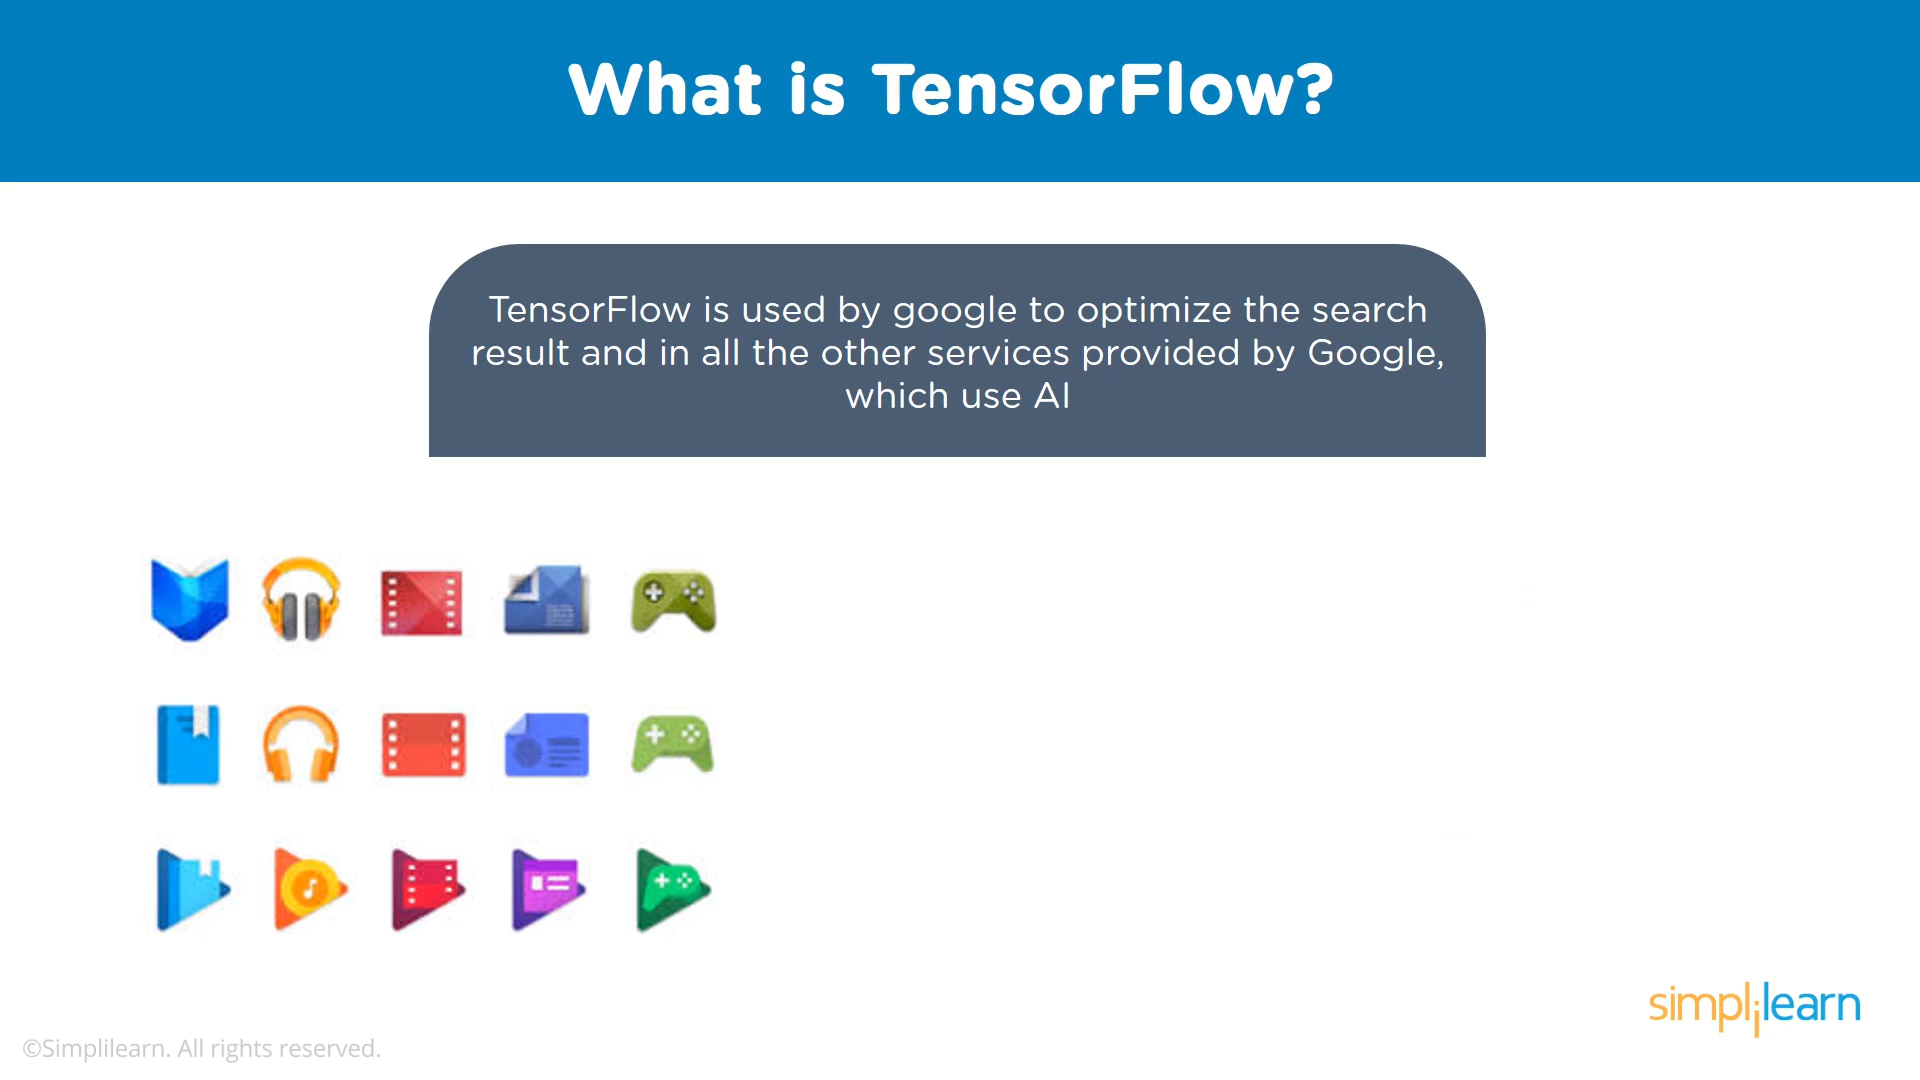 What is TensorFlow?
TensorFlow is used by google to optimize the search
result and in all the other services provided by Google,
which use AI
simplilearn
©Simplilearn. All rights reserved.